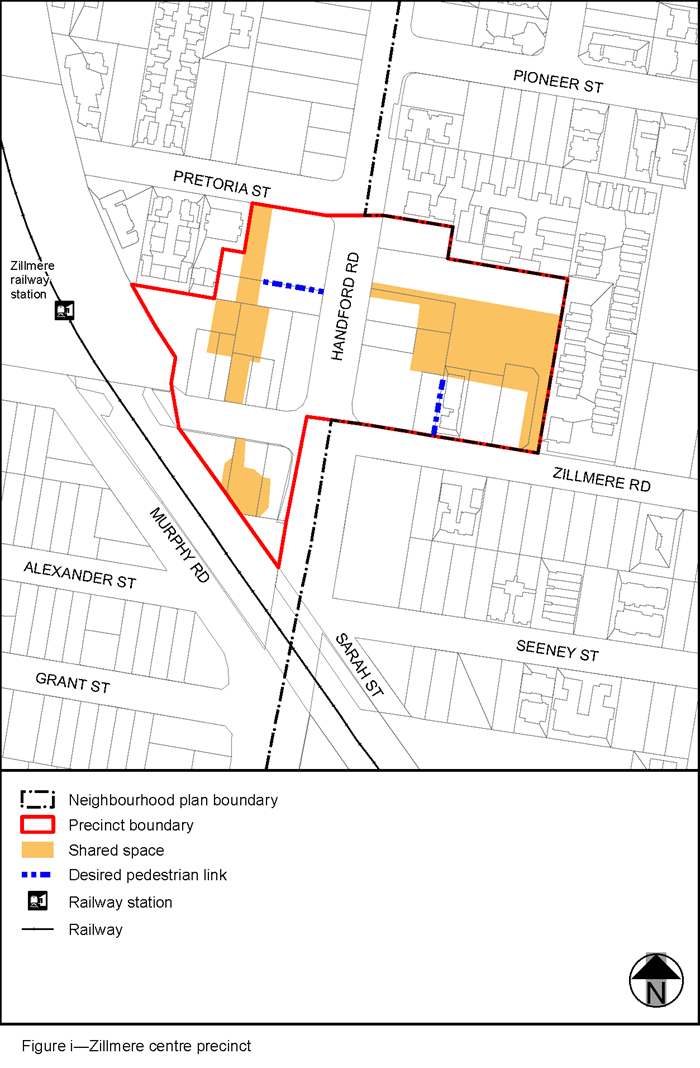 PIONEER ST
PRETORIA ST
Zillmere
railway
station
HANDFORD RD
ZILLMERE RD
MURPHY RD
ALEXANDER ST
SARAH ST
SEENEY ST
GRANT ST
Neighbourhood plan boundary
Precinct boundary
Shared space
Desired pedestrian link
Railway station
Railway
N
Figure i—Zillmere centre precinct